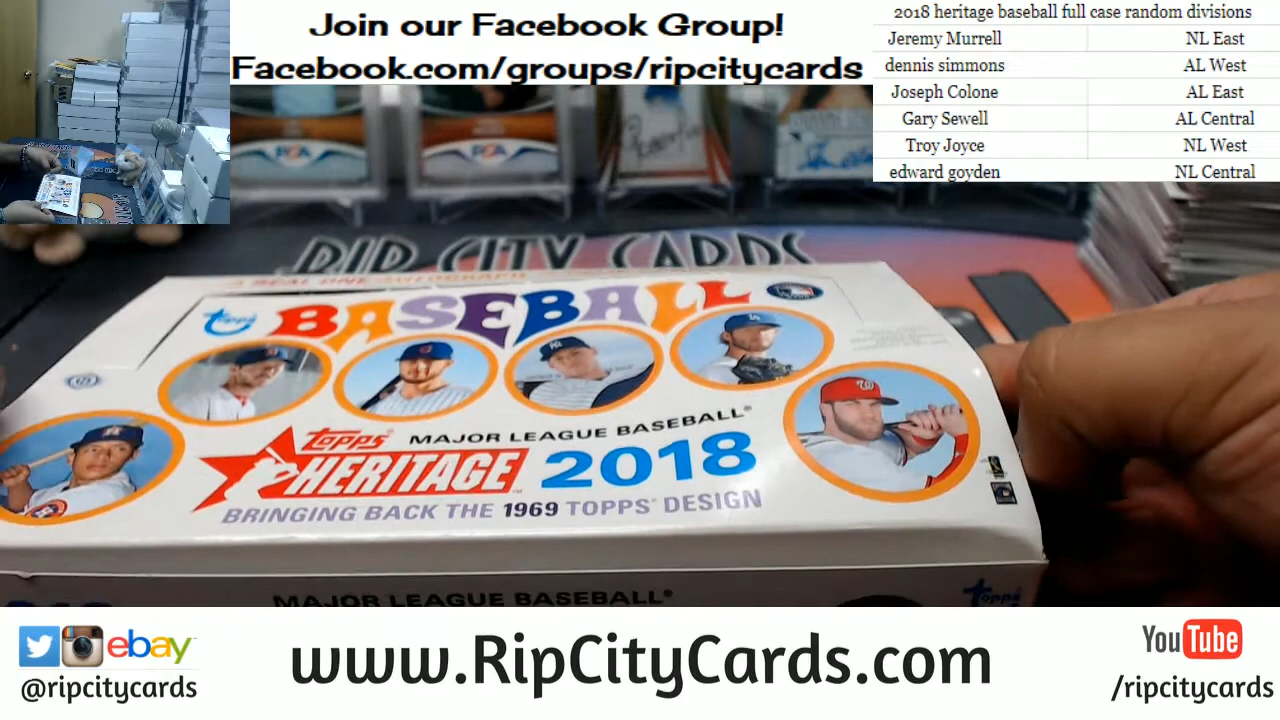 Join our Facebook Group!
Facebook.com/groups/ripcitycards
2018 heritage baseball full case random divisions
Jeremy Murrell NL East
dennis simmons AL West
Joseph Colone AL East
Gary Sewell AL Central
Troy Joyce NL West
edward goyden NL Central
RIP CITY CARDS
topps
BASEBALL
Topps MAJOR LEAGUE BASEBALL®
HERITAGE 2018
BRINGING BACK THE 1969 TOPPS® DESIGN
MAJOR LEAGUE BASEBALL®
topps
ebay
@ripcitycards
www.RipCityCards.com
YouTube
/ripcitycards